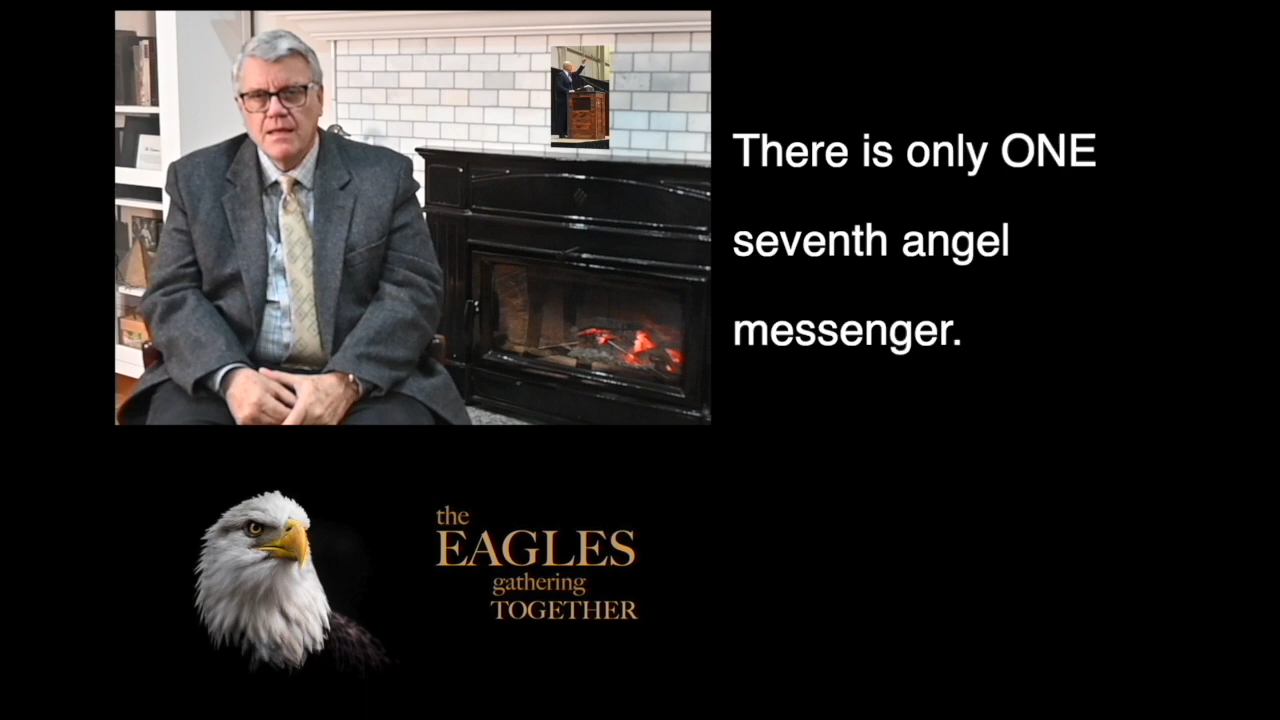 There is only ONE
seventh angel
messenger.
the
EAGLES
gathering
TOGETHER